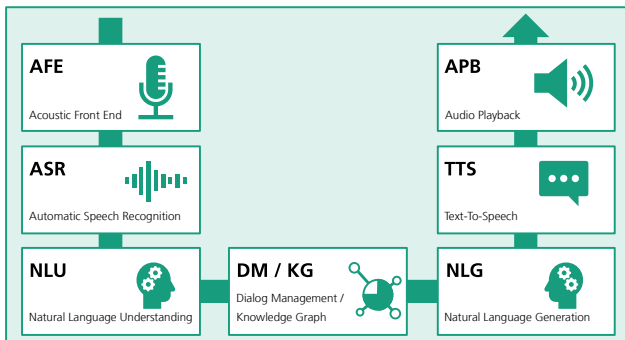 AFE
Acoustic Front End
ASR
Automatic Speech Recognition
NLU
Natural Language Understanding
DM / KG
Dialog Management /
Knowledge Graph
NLG
Natural Language Generation
TTS
Text-To-Speech
APB
Audio Playback